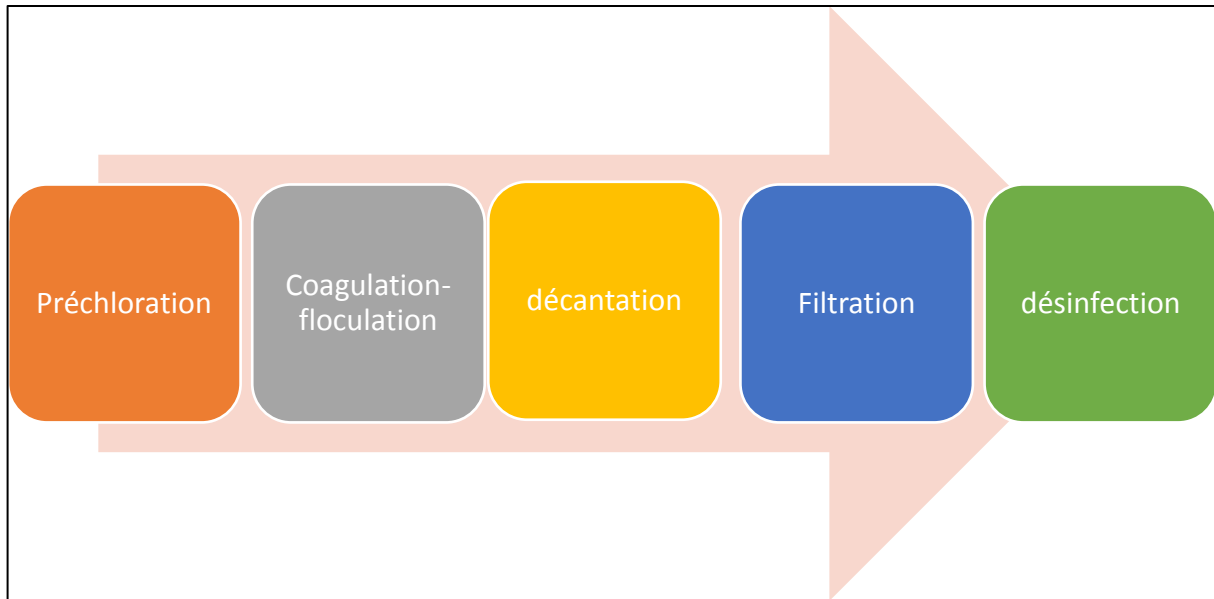 Préchloration
Coagulation-
floculation
décantation
Filtration
désinfection